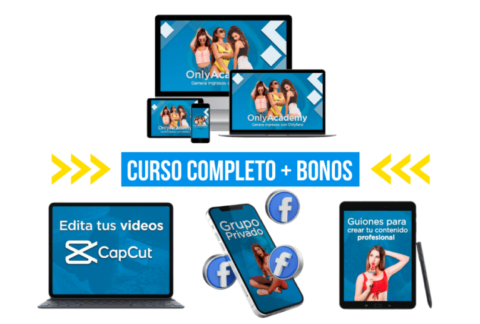 OnlyAcademy
OnlyAcademy
Genera ingresos con Onlyfans
CURSO COMPLETO + BONOS
Edita tus videos
CapCut
Grupo
Privado
Guiones para
crear tu contenido
profesional